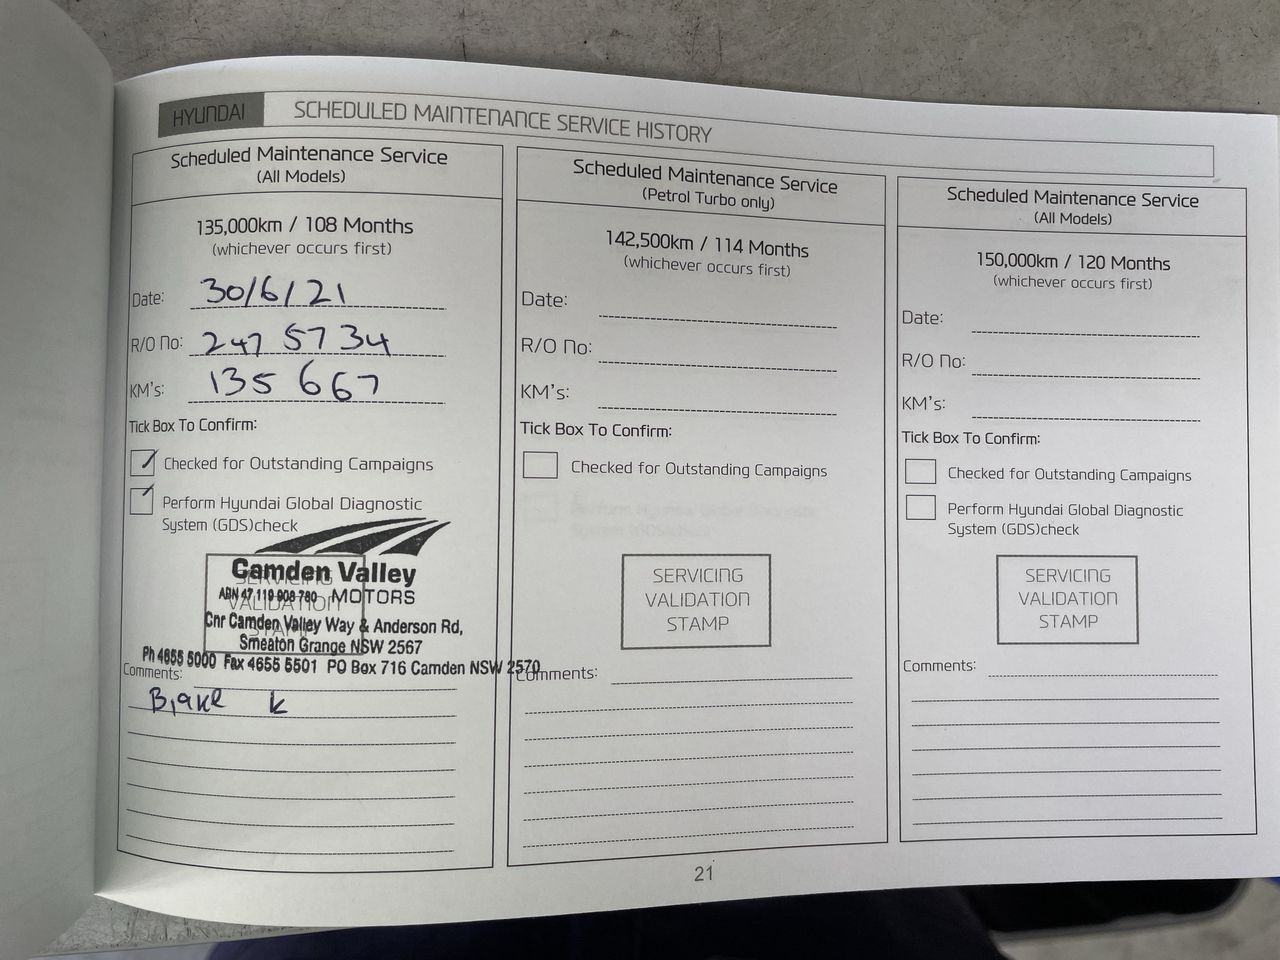 HYUNDAI
SCHEDULED MAINTENANCE SERVICE HISTORY
Scheduled Maintenance Service
(All Models)
135,000km / 108 Months
(whichever occurs first)
Date: 30/6/21
R/O No: 247 5734
KM's: 135 667
Tick Box To Confirm:
Checked for Outstanding Campaigns
Perform Hyundai Global Diagnostic
System (GDS)check
SERVICING
VALIDATION
STAMP
Camden Valley
ABN 47 119 908 780 MOTORS
Cnr Camden Valley Way & Anderson Rd,
Smeaton Grange NSW 2567
Ph 4655 5000 Fax 4655 5501 PO Box 716 Camden NSW 2570
Comments:
Blake K
Scheduled Maintenance Service
(Petrol Turbo only)
142,500km / 114 Months
(whichever occurs first)
Date:
R/O No:
KM's:
Tick Box To Confirm:
Checked for Outstanding Campaigns
SERVICING
VALIDATION
STAMP
Comments:
Scheduled Maintenance Service
(All Models)
150,000km / 120 Months
(whichever occurs first)
Date:
R/O No:
KM's:
Tick Box To Confirm:
Checked for Outstanding Campaigns
Perform Hyundai Global Diagnostic
System (GDS)check
SERVICING
VALIDATION
STAMP
Comments:
21